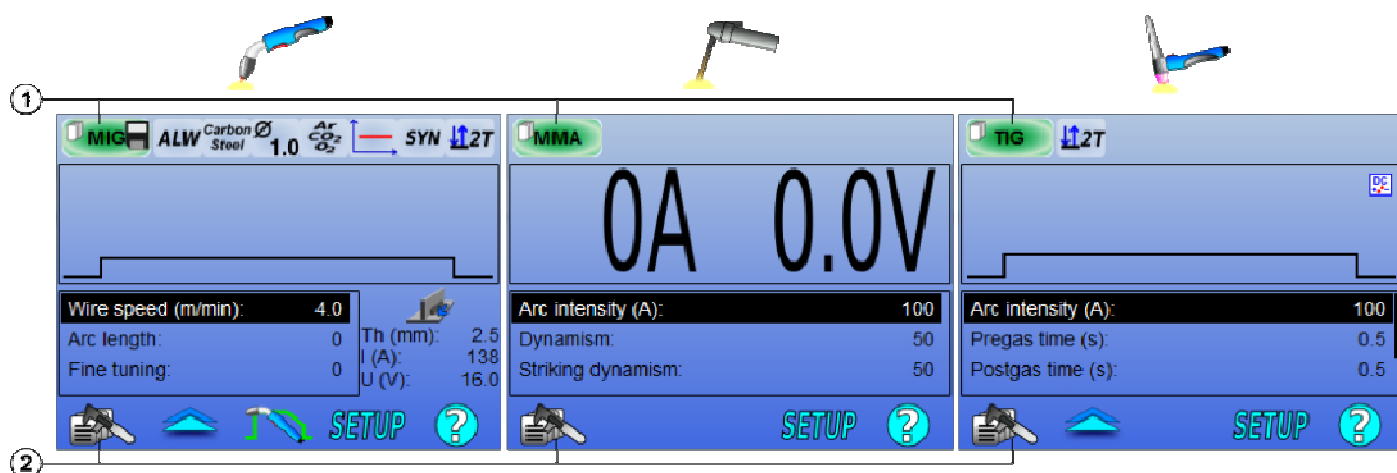 1
MIG ALW Carbon Steel Ø 1.0 Ar CO2 O2 SYN 2T
Wire speed (m/min): 4.0
Arc length: 0
Fine tuning: 0
Th (mm): 2.5
I (A): 138
U (V): 16.0
SETUP ?
MMA
0A 0.0V
Arc intensity (A): 100
Dynamism: 50
Striking dynamism: 50
SETUP ?
TIG 2T
DC
Arc intensity (A): 100
Pregas time (s): 0.5
Postgas time (s): 0.5
SETUP ?
2